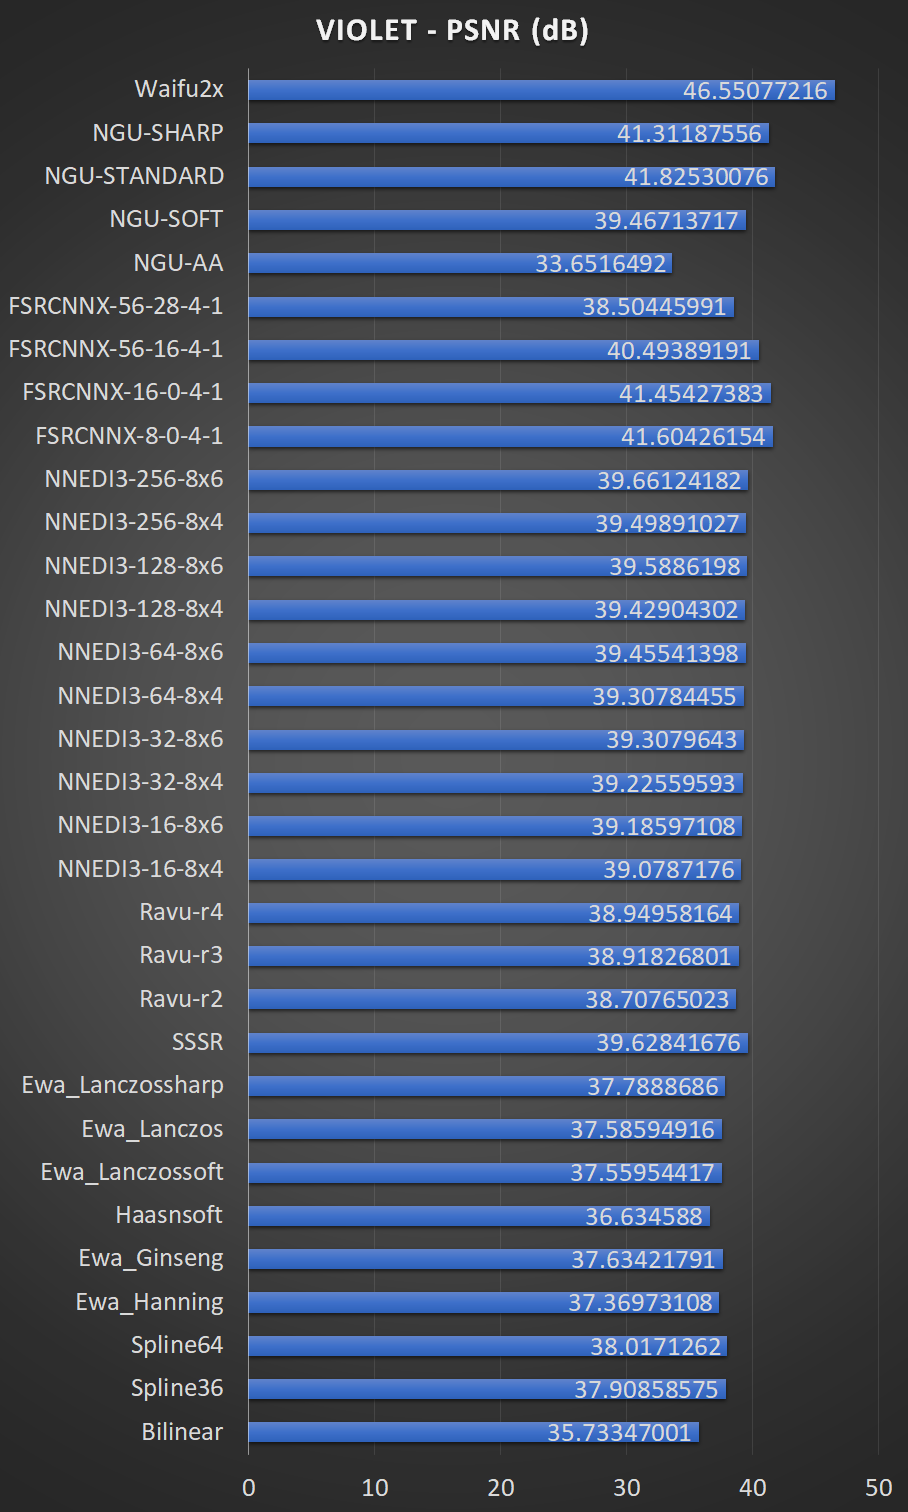 VIOLET - PSNR (dB)
Waifu2x 46.55077216
NGU-SHARP 41.31187556
NGU-STANDARD 41.82530076
NGU-SOFT 39.46713717
NGU-AA 33.6516492
FSRCNNX-56-28-4-1 38.50445991
FSRCNNX-56-16-4-1 40.49389191
FSRCNNX-16-0-4-1 41.45427383
FSRCNNX-8-0-4-1 41.60426154
NNEDI3-256-8x6 39.66124182
NNEDI3-256-8x4 39.49891027
NNEDI3-128-8x6 39.5886198
NNEDI3-128-8x4 39.42904302
NNEDI3-64-8x6 39.45541398
NNEDI3-64-8x4 39.30784455
NNEDI3-32-8x6 39.3079643
NNEDI3-32-8x4 39.22559593
NNEDI3-16-8x6 39.18597108
NNEDI3-16-8x4 39.0787176
Ravu-r4 38.94958164
Ravu-r3 38.91826801
Ravu-r2 38.70765023
SSSR 39.62841676
Ewa_Lanczossharp 37.7888686
Ewa_Lanczos 37.58594916
Ewa_Lanczossoft 37.55954417
Haasnsoft 36.634588
Ewa_Ginseng 37.63421791
Ewa_Hanning 37.36973108
Spline64 38.0171262
Spline36 37.90858575
Bilinear 35.73347001
0 10 20 30 40 50